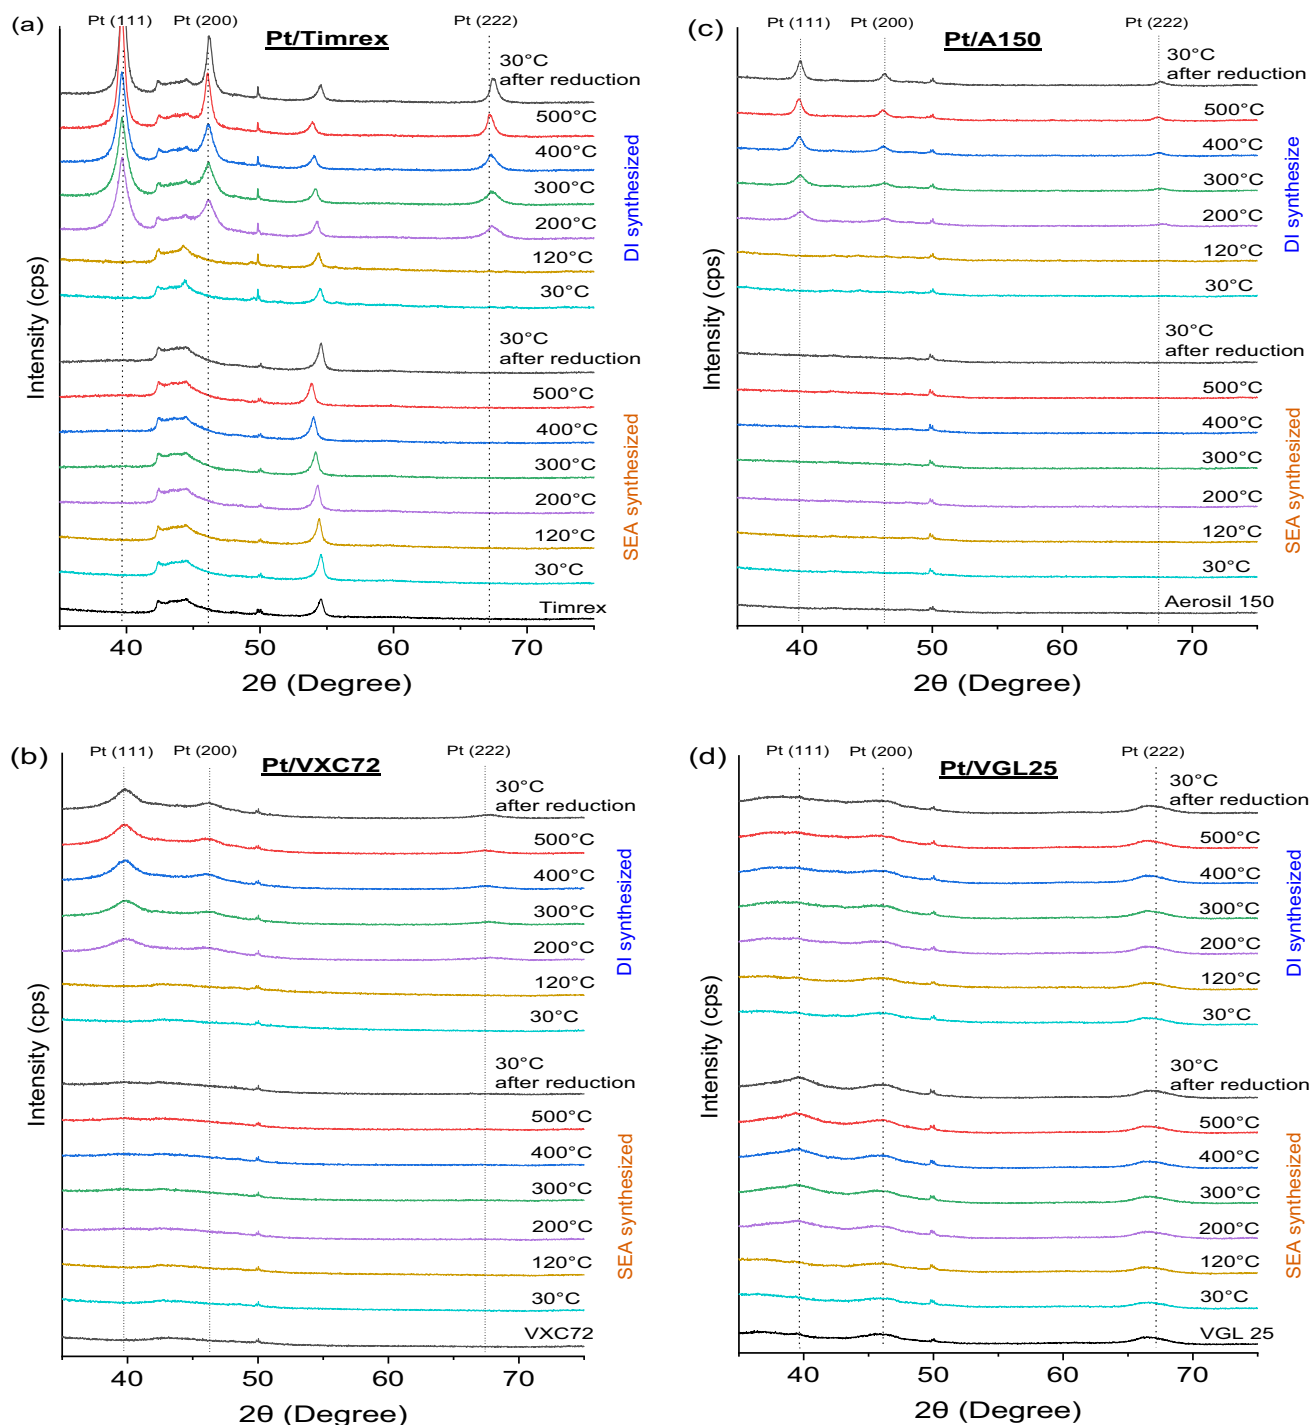 (a)
Pt (111)
Pt (200)
Pt (222)
Pt/Timrex
30°C
after reduction
500°C
400°C
300°C
200°C
120°C
30°C
DI synthesized
30°C
after reduction
500°C
400°C
300°C
200°C
120°C
30°C
Timrex
SEA synthesized
Intensity (cps)
40
50
60
70
2θ (Degree)
(c)
Pt (111)
Pt (200)
Pt (222)
Pt/A150
30°C
after reduction
500°C
400°C
300°C
200°C
120°C
30°C
DI synthesize
30°C
after reduction
500°C
400°C
300°C
200°C
120°C
30°C
Aerosil 150
SEA synthesized
Intensity (cps)
40
50
60
70
2θ (Degree)
(b)
Pt (111)
Pt (200)
Pt (222)
Pt/VXC72
30°C
after reduction
500°C
400°C
300°C
200°C
120°C
30°C
DI synthesized
30°C
after reduction
500°C
400°C
300°C
200°C
120°C
30°C
VXC72
SEA synthesized
Intensity (cps)
40
50
60
70
2θ (Degree)
(d)
Pt (111)
Pt (200)
Pt (222)
Pt/VGL25
30°C
after reduction
500°C
400°C
300°C
200°C
120°C
30°C
DI synthesized
30°C
after reduction
500°C
400°C
300°C
200°C
120°C
30°C
VGL 25
SEA synthesized
Intensity (cps)
40
50
60
70
2θ (Degree)